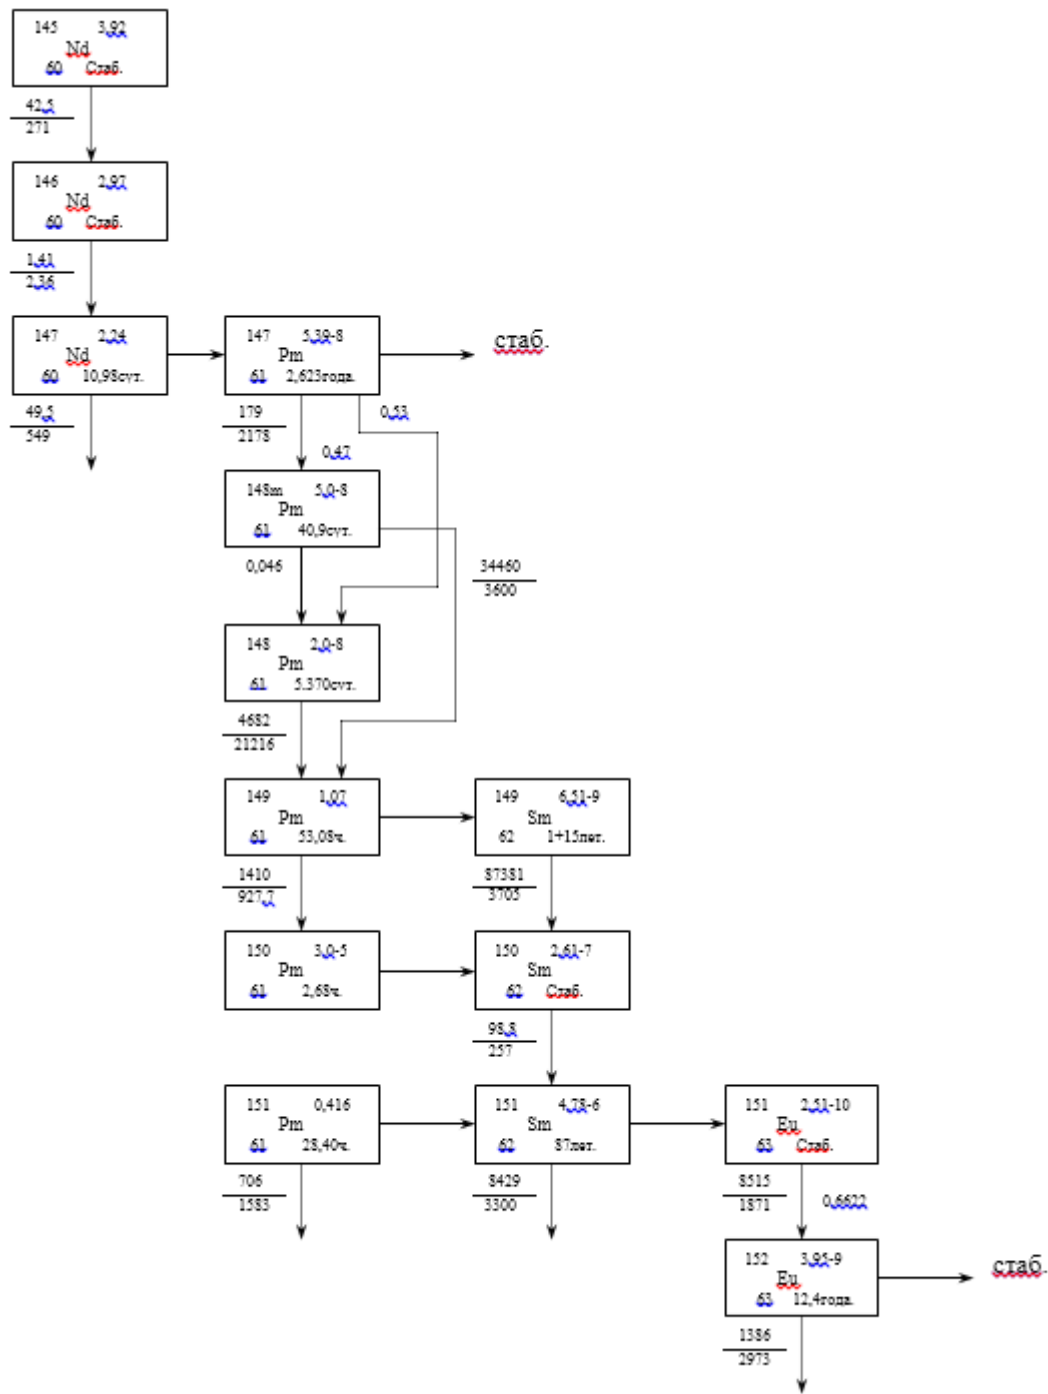 145 3,92
Nd
60 Стаб.
42,5
271
146 2,97
Nd
60 Стаб.
1,41
2,36
147 2,24
Nd
60 10,98сут.
49,5
549
147 5,39-8
Pm
61 2,623года.
стаб.
179
2178
0,47
0,53
148m 5,0-8
Pm
61 40,9сут.
0,046
34460
3600
148 2,0-8
Pm
61 5.370сут.
4682
21216
149 1,07
Pm
61 53,08ч.
149 6,51-9
Sm
62 1+15лет.
1410
927,7
87381
3705
150 3,0-5
Pm
61 2,68ч.
150 2,61-7
Sm
62 Стаб.
98,8
257
151 0,416
Pm
61 28,40ч.
151 4,78-6
Sm
62 87лет.
151 2,51-10
Eu
63 Стаб.
706
1583
8429
3300
8515
1871
0,6622
152 3,95-9
Eu
63 12,4года.
стаб.
1386
2973